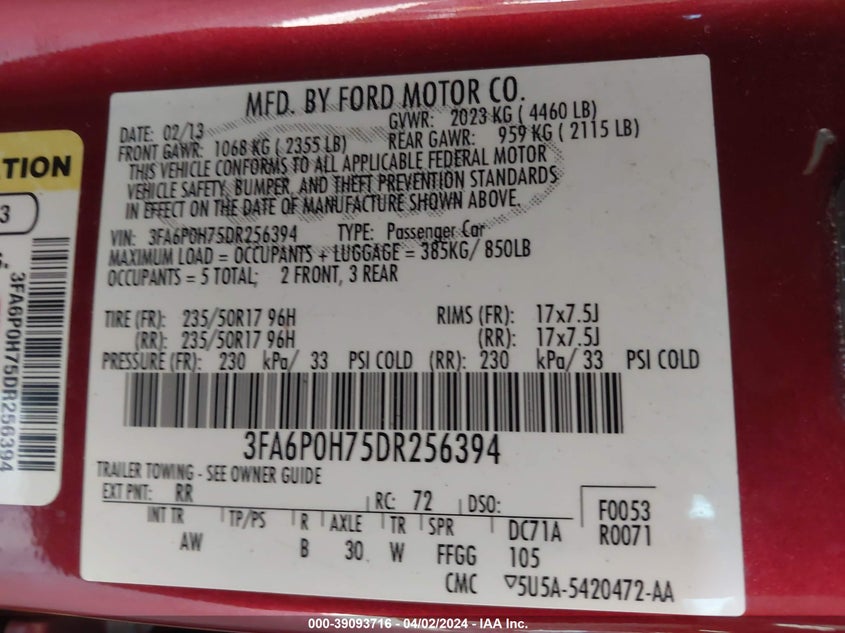 MFD. BY FORD MOTOR CO.
DATE: 02/13 GVWR: 2023 KG ( 4460 LB)
FRONT GAWR: 1068 KG ( 2355 LB) REAR GAWR: 959 KG ( 2115 LB)
THIS VEHICLE CONFORMS TO ALL APPLICABLE FEDERAL MOTOR
VEHICLE SAFETY, BUMPER, AND THEFT PREVENTION STANDARDS
IN EFFECT ON THE DATE OF MANUFACTURE SHOWN ABOVE.
VIN: 3FA6P0H75DR256394 TYPE: Passenger Car
MAXIMUM LOAD = OCCUPANTS + LUGGAGE = 385KG/ 850LB
OCCUPANTS = 5 TOTAL; 2 FRONT, 3 REAR
TIRE (FR): 235/50R17 96H RIMS (FR): 17x7.5J
(RR): 235/50R17 96H (RR): 17x7.5J
PRESSURE (FR): 230 kPa/ 33 PSI COLD (RR): 230 kPa/ 33 PSI COLD
3FA6P0H75DR256394
TRAILER TOWING - SEE OWNER GUIDE
EXT PNT: RR RC: 72 DSO: F0053
INT TR TP/PS R AXLE TR SPR DC71A R0071
AW B 30 W FFGG 105
CMC 5U5A-5420472-AA
3
3FA6P0H75DR256394
000-39093716 - 04/02/2024 - IAA Inc.